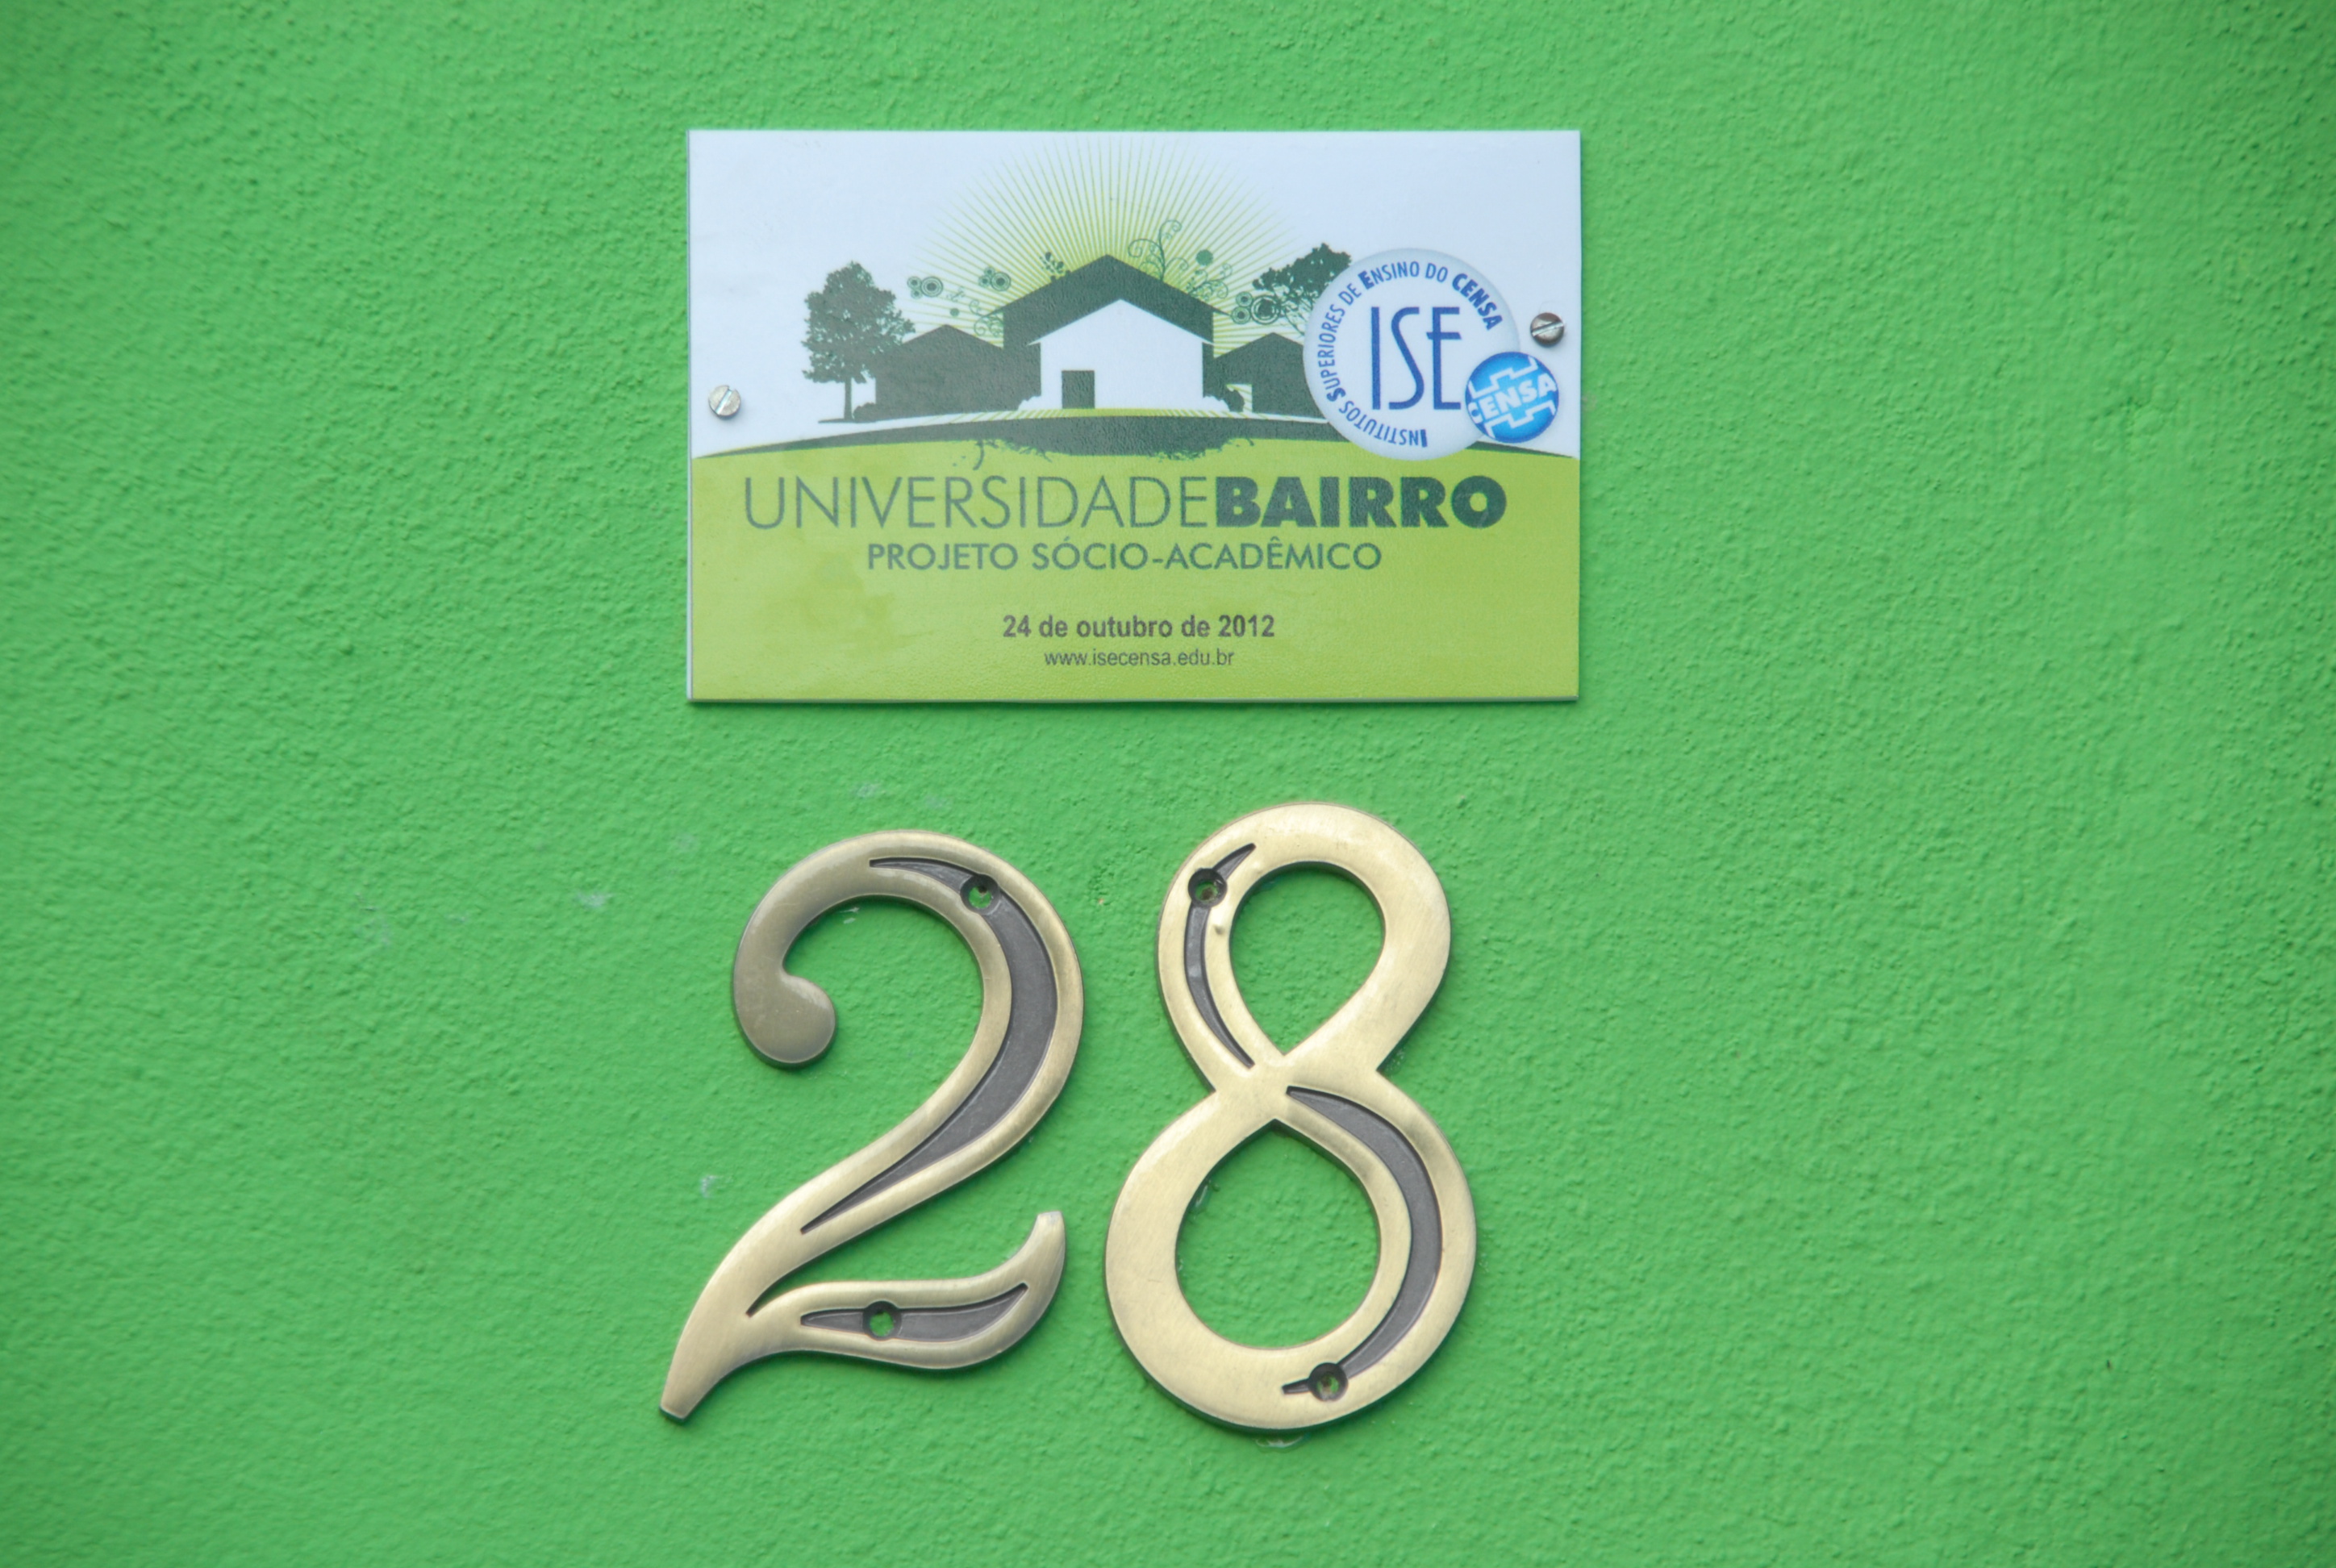 Institutos Superiores de Ensino do CENSA
ISE
CENSA
UNIVERSIDADEBAIRRO
PROJETO SÓCIO-ACADÊMICO
24 de outubro de 2012
www.isecensa.edu.br
28